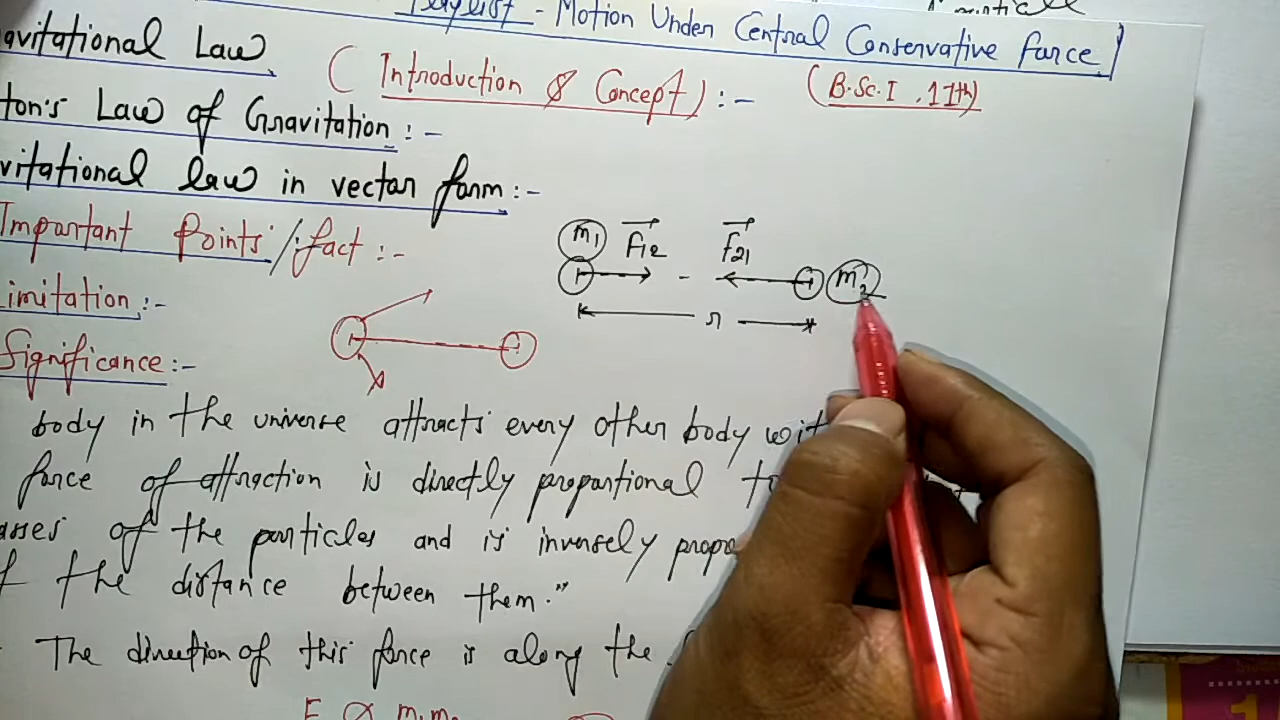 Playlist - Motion Under Central Conservative Force
avitational Law
( Introduction & Concept) :- (B.Sc. I , 11th)
ton's Law of Gravitation :-
vitational law in vector form :-
Important Points / fact :-
imitation :-
Significance :-
m1 F12 F21 m2
r
body in the universe attracts every other body wit
force of attraction is directly proportional to
asses of the particles and is inversely propo
f the distance between them."
The direction of this force is along the
F ∝ m1 m2